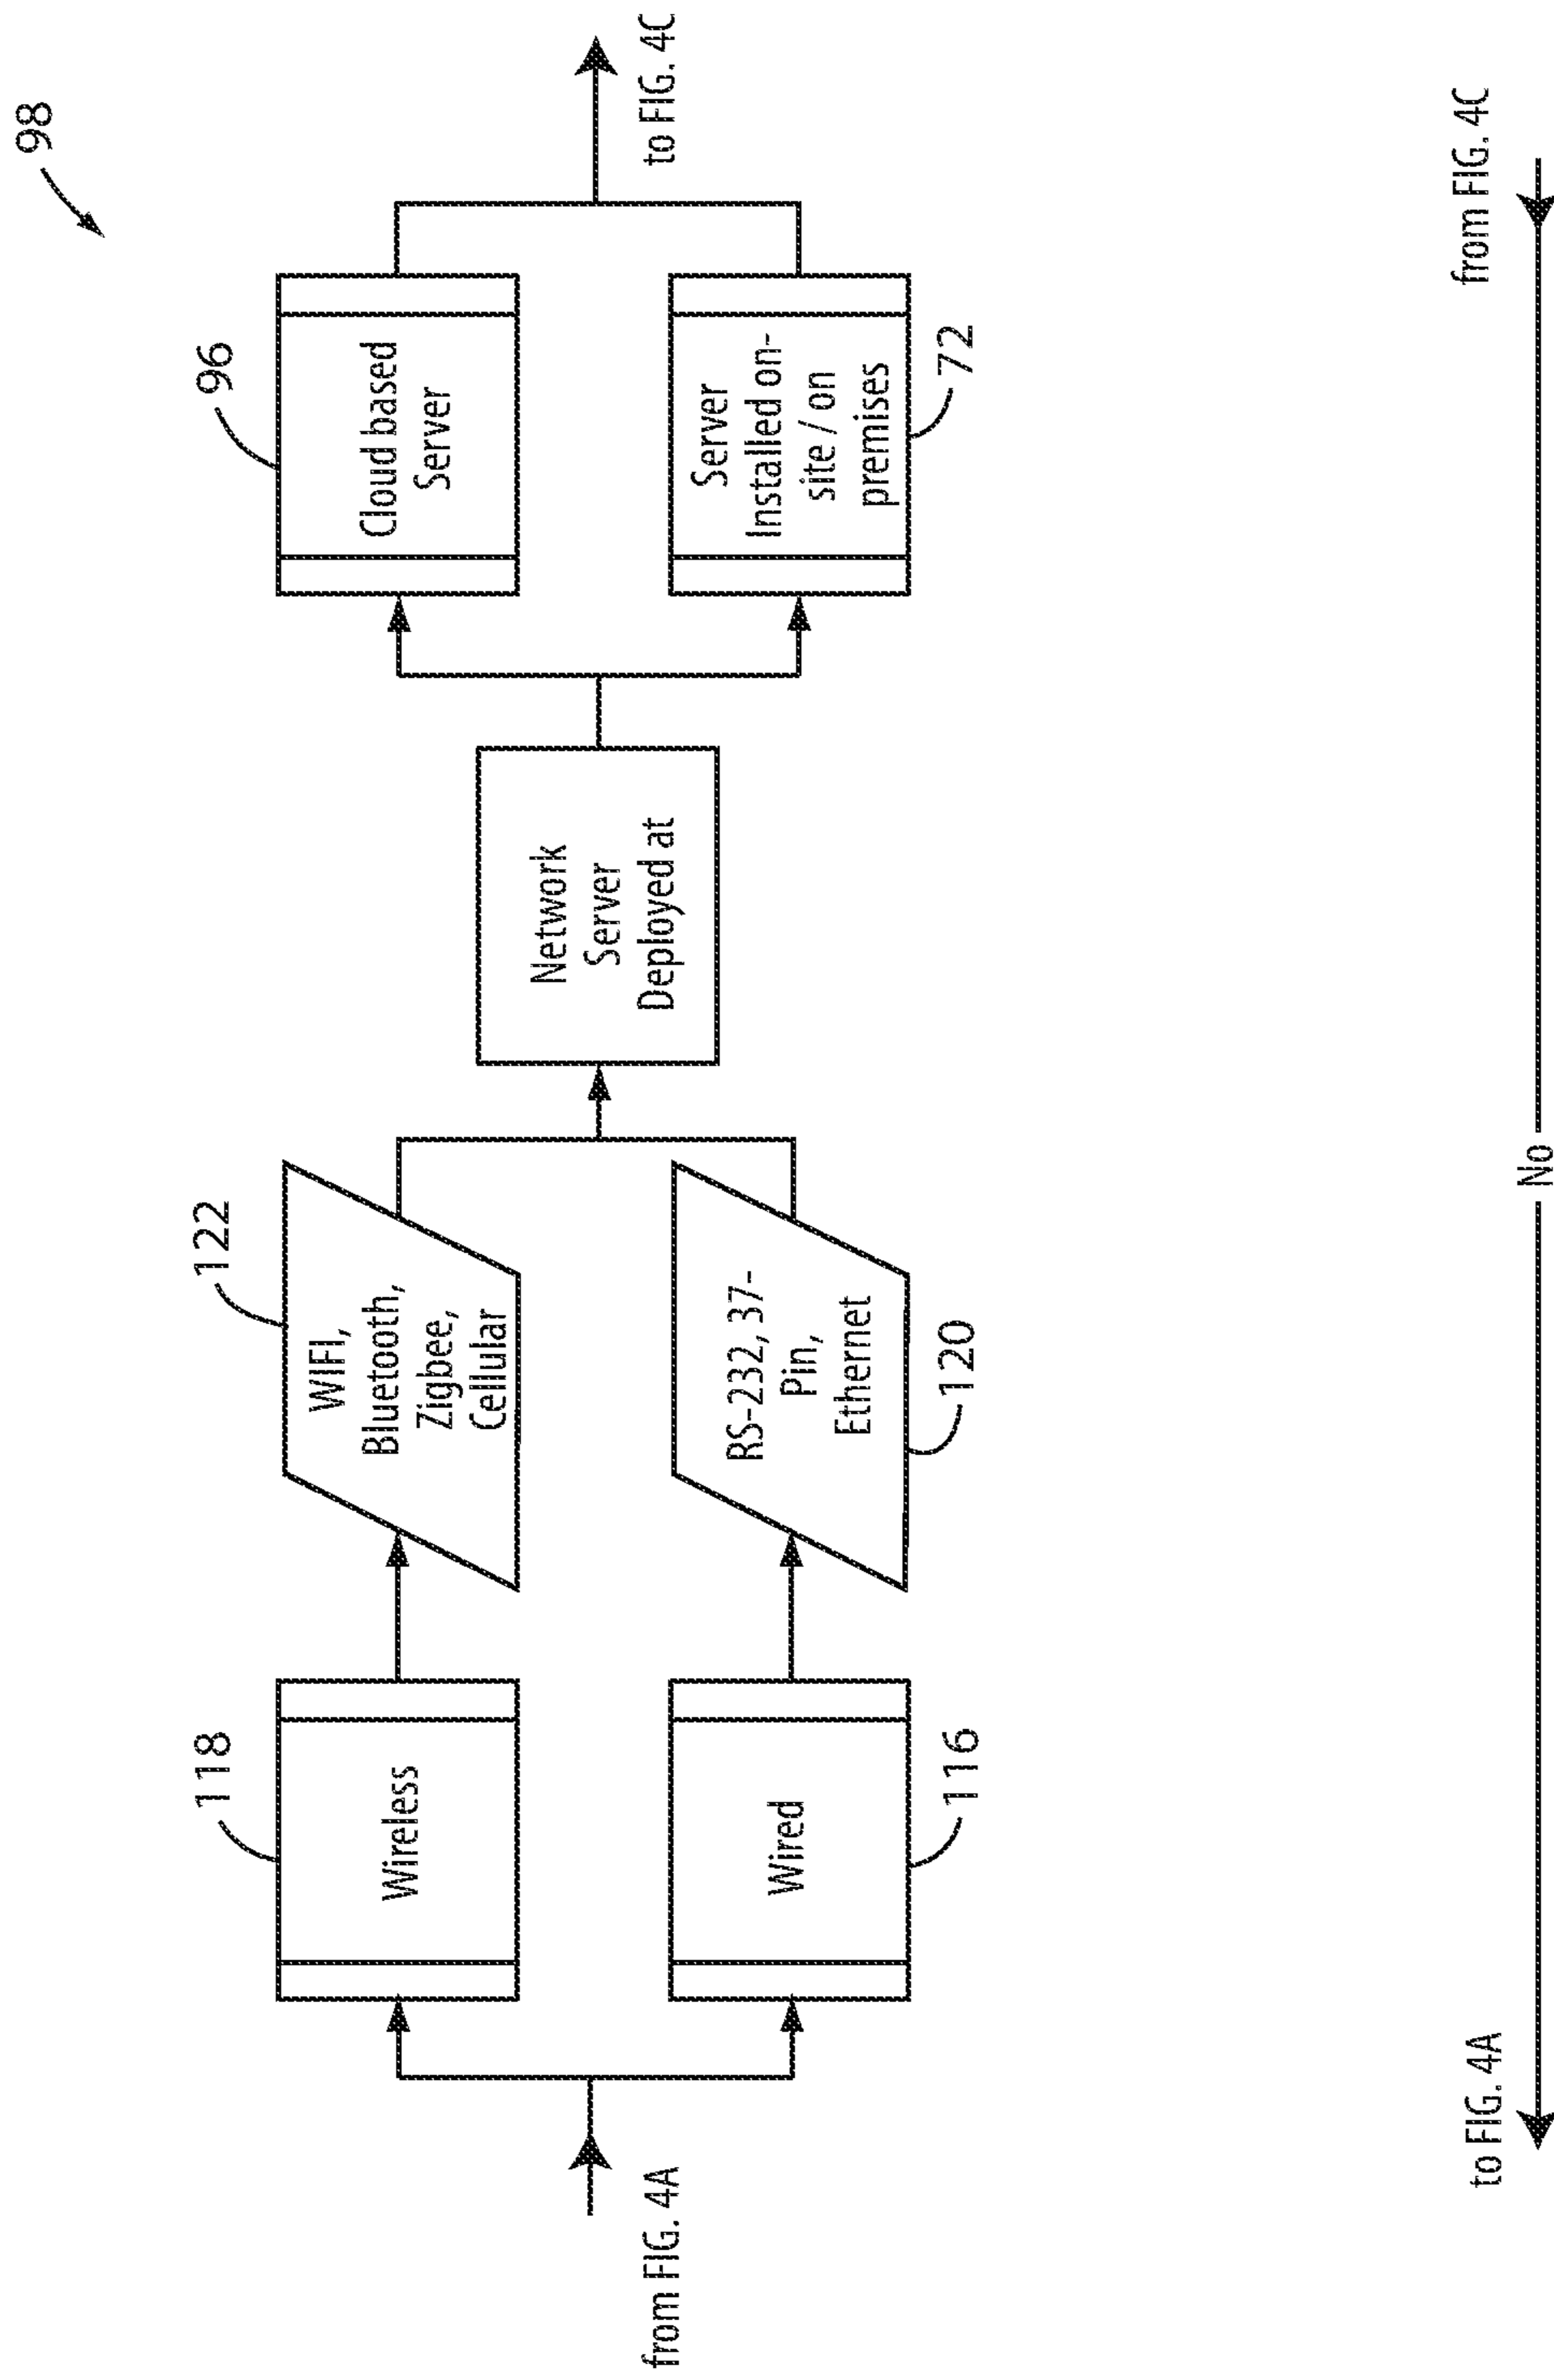 98
118
Wireless
122
WIFI,
Bluetooth,
Zigbee,
Cellular
96
Cloud based
Server
from FIG. 4A
Network
Server
Deployed at
to FIG. 4C
Wired
116
RS-232, 37-
Pin,
Ethernet
120
Server
Installed on-
site / on
premises
72
to FIG. 4A
No
from FIG. 4C